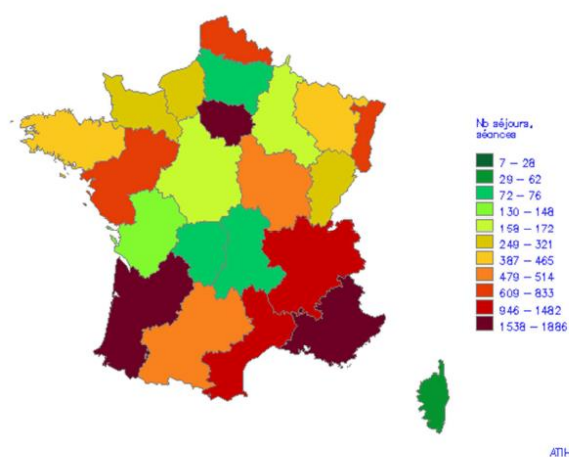 Nb séjours,
séances
7 - 28
29 - 62
72 - 76
130 - 148
158 - 172
249 - 321
387 - 465
479 - 514
609 - 833
946 - 1482
1538 - 1886
ATIH